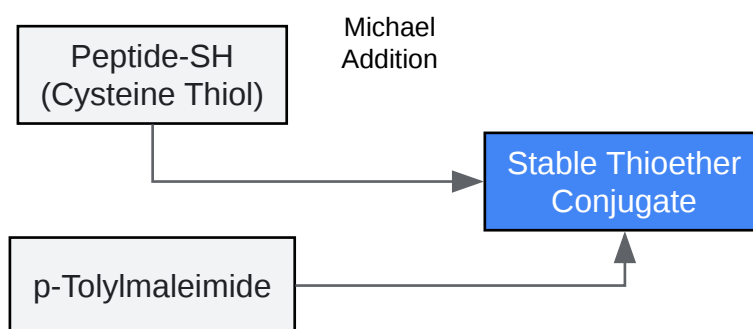 Michael
Addition
Peptide-SH
(Cysteine Thiol)
Stable Thioether
Conjugate
p-Tolylmaleimide